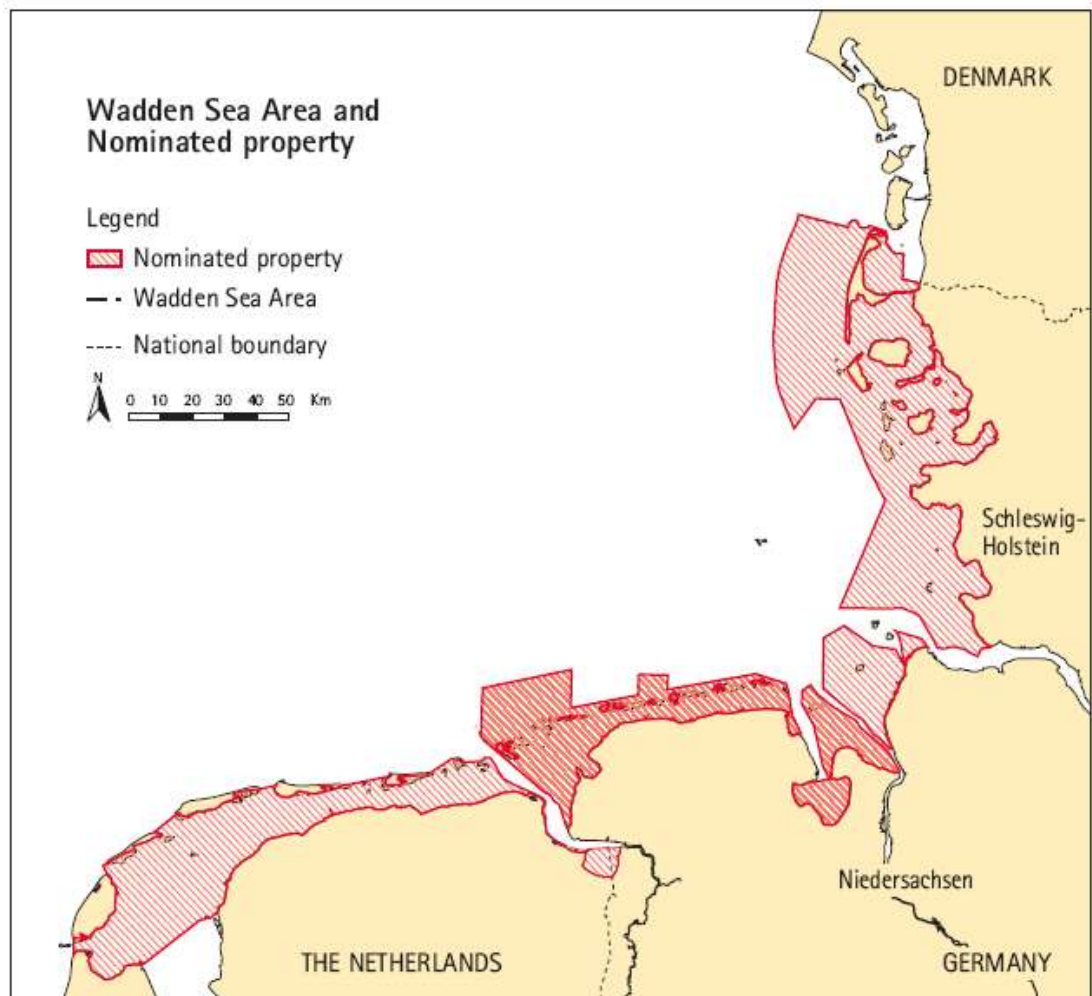 Wadden Sea Area and
Nominated property
Legend
Nominated property
Wadden Sea Area
National boundary
N
0 10 20 30 40 50 Km
DENMARK
Schleswig-
Holstein
Niedersachsen
THE NETHERLANDS
GERMANY